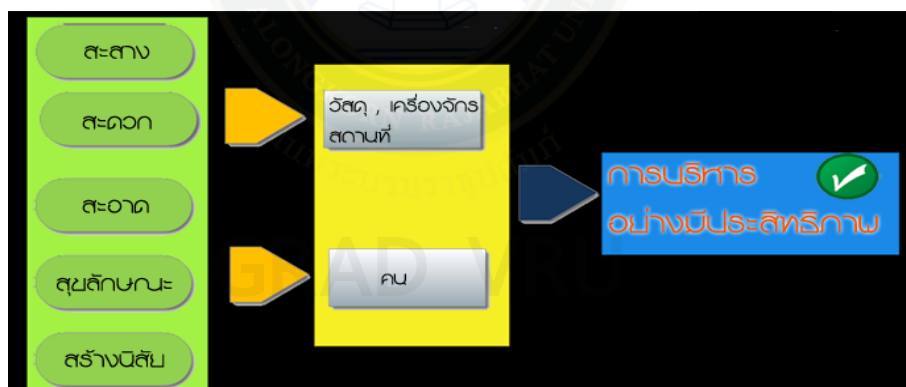 สะสาง
สะดวก
สะอาด
สุขลักษณะ
สร้างนิสัย
วัสดุ , เครื่องจักร
สถานที่
คน
การบริหาร
อย่างมีประสิทธิภาพ
GRAD VRU